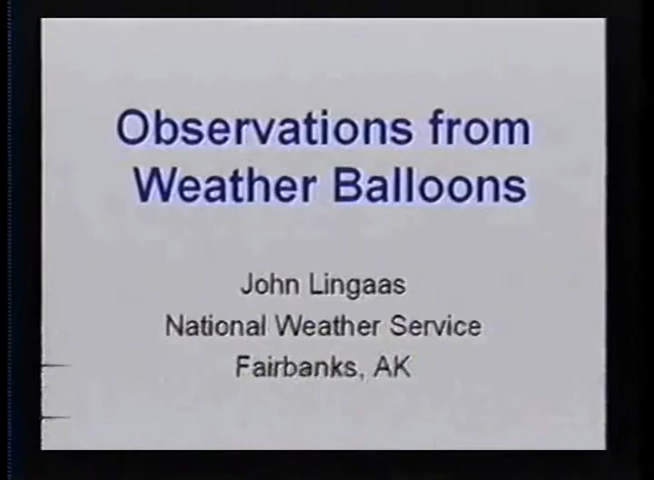 Observations from
Weather Balloons
John Lingaas
National Weather Service
Fairbanks, AK